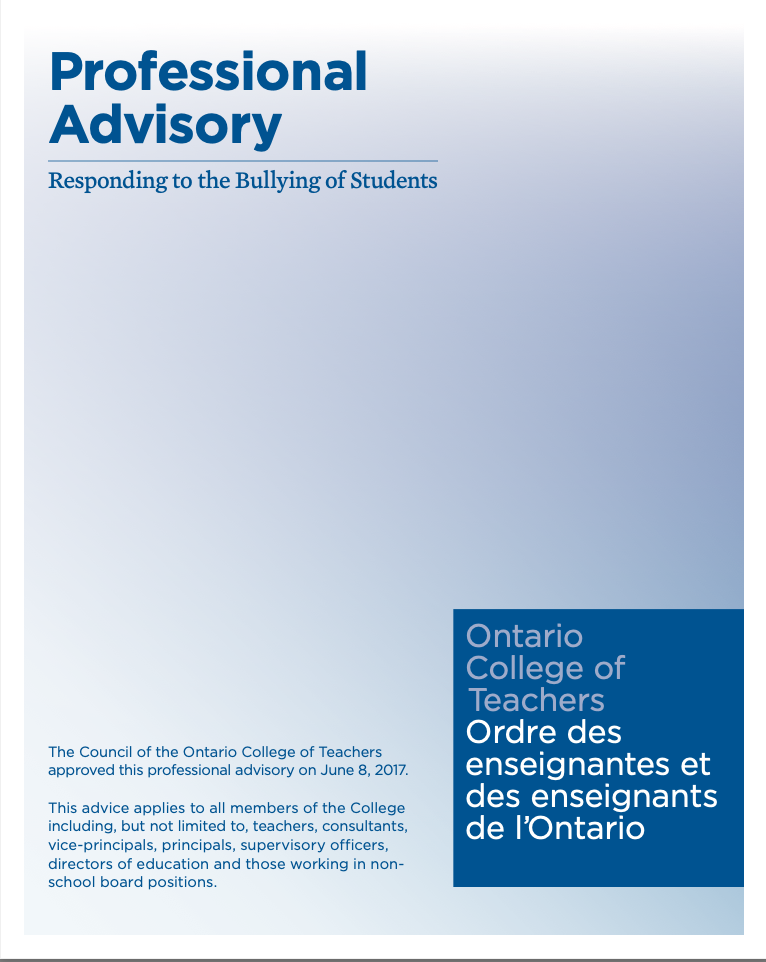 Professional
Advisory
Responding to the Bullying of Students
Ontario
College of
Teachers
Ordre des
enseignantes et
des enseignants
de l’Ontario
The Council of the Ontario College of Teachers
approved this professional advisory on June 8, 2017.
This advice applies to all members of the College
including, but not limited to, teachers, consultants,
vice-principals, principals, supervisory officers,
directors of education and those working in non-
school board positions.